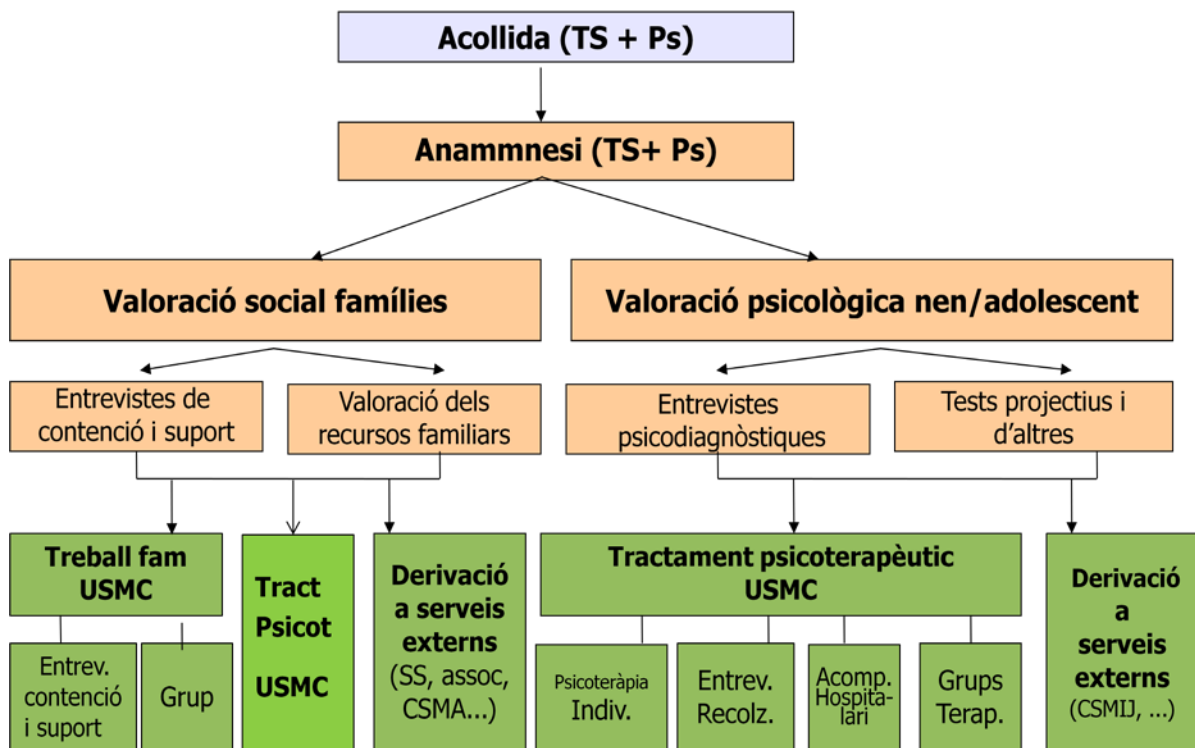 Acollida (TS + Ps)
Anammnesi (TS+ Ps)
Valoració social famílies
Valoració psicològica nen/adolescent
Entrevistes de
contenció i suport
Valoració dels
recursos familiars
Entrevistes
psicodiagnòstiques
Tests projectius i
d'altres
Treball fam
USMC
Tract
Psicot
USMC
Derivació
a serveis
externs
(SS, assoc,
CSMA...)
Tractament psicoterapèutic
USMC
Derivació
a
serveis
externs
(CSMIJ, ...)
Entrev.
contenció
i suport
Grup
Psicoteràpia
Indiv.
Entrev.
Recolz.
Acomp.
Hospita-
lari
Grups
Terap.